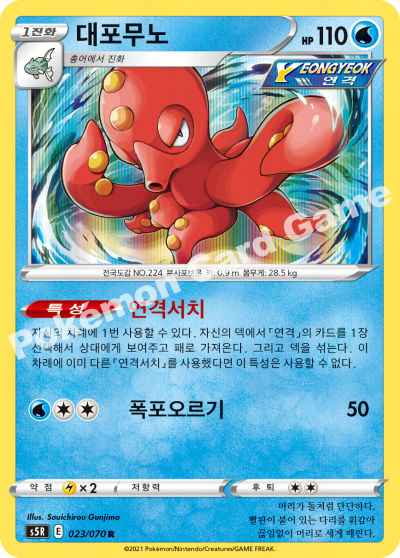 1진화
대포무노
HP 110
총어에서 진화
YEONGYEOK
연격
전국도감 NO.224 분사포켓몬 키: 0.9 m 몸무게: 28.5 kg
특성 연격서치
자신의 차례에 1번 사용할 수 있다. 자신의 덱에서 「연격」의 카드를 1장
선택해서 상대에게 보여주고 패로 가져온다. 그리고 덱을 섞는다. 이
차례에 이미 다른 「연격서치」를 사용했다면 이 특성은 사용할 수 없다.
폭포오르기 50
약점 ×2 저항력 후퇴
Illus. Souichirou Gunjima
s5R E 023/070 R
머리가 돌처럼 단단하다.
빨판이 붙어 있는 다리를 휘감아
끊임없이 머리로 세게 때린다.
©2021 Pokémon/Nintendo/Creatures/GAME FREAK.
Pokémon Card Game